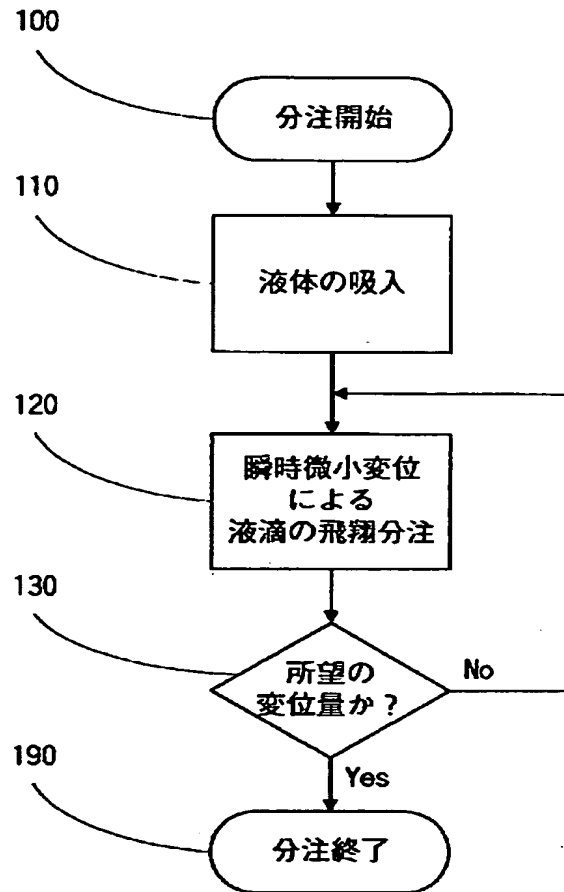 100
分注開始
110
液体の吸入
120
瞬時微小変位
による
液滴の飛翔分注
130
所望の
変位量か?
No
Yes
190
分注終了